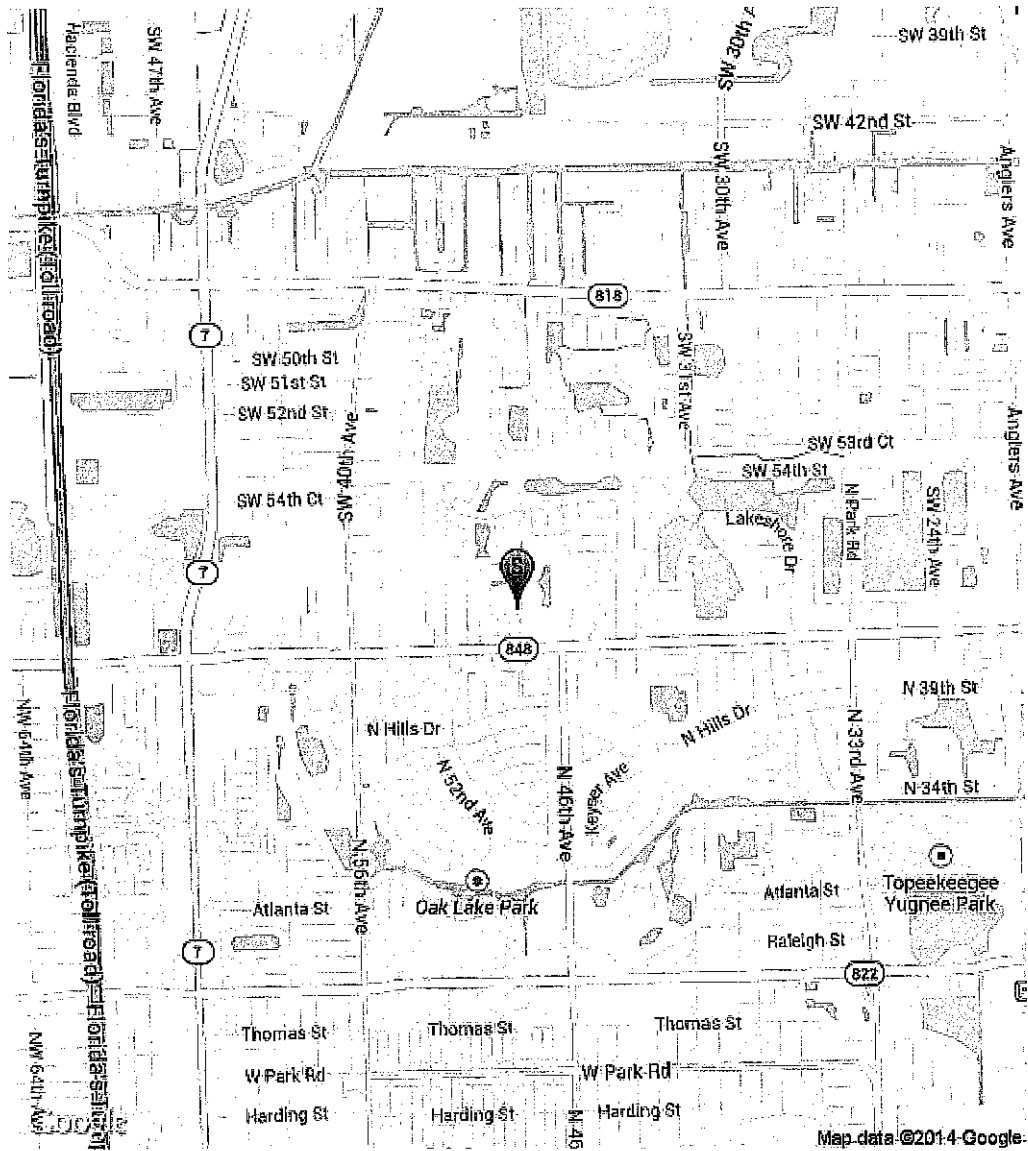 SW 39th St
SW 30th A
Hacienda Blvd
SW 47th Ave
SW 42nd St
Anglers Ave
SW 30th Ave
Florida's Turnpike (Toll road)
818
7
SW 31st Ave
SW 50th St
SW 51st St
SW 52nd St
SW 40th Ave
SW 53rd Ct
SW 54th St
Anglers Ave
SW 54th Ct
N Park Rd
SW 24th Ave
Lakeshore Dr
7
848
N 39th St
NW 64th Ave
Florida's Turnpike (Toll road)
N Hills Dr
N Hills Dr
N 33rd Ave
N 52nd Ave
N 46th Ave
Keyser Ave
N 34th St
N 56th Ave
Oak Lake Park
Topeekeegee
Yugnee Park
Atlanta St
Atlanta St
Raleigh St
7
822
Thomas St
Thomas St
Thomas St
NW 64th Av
Florida's
W Park Rd
W Park Rd
Harding St
Harding St
Harding St
N 46
Google
Map data ©2014 Google